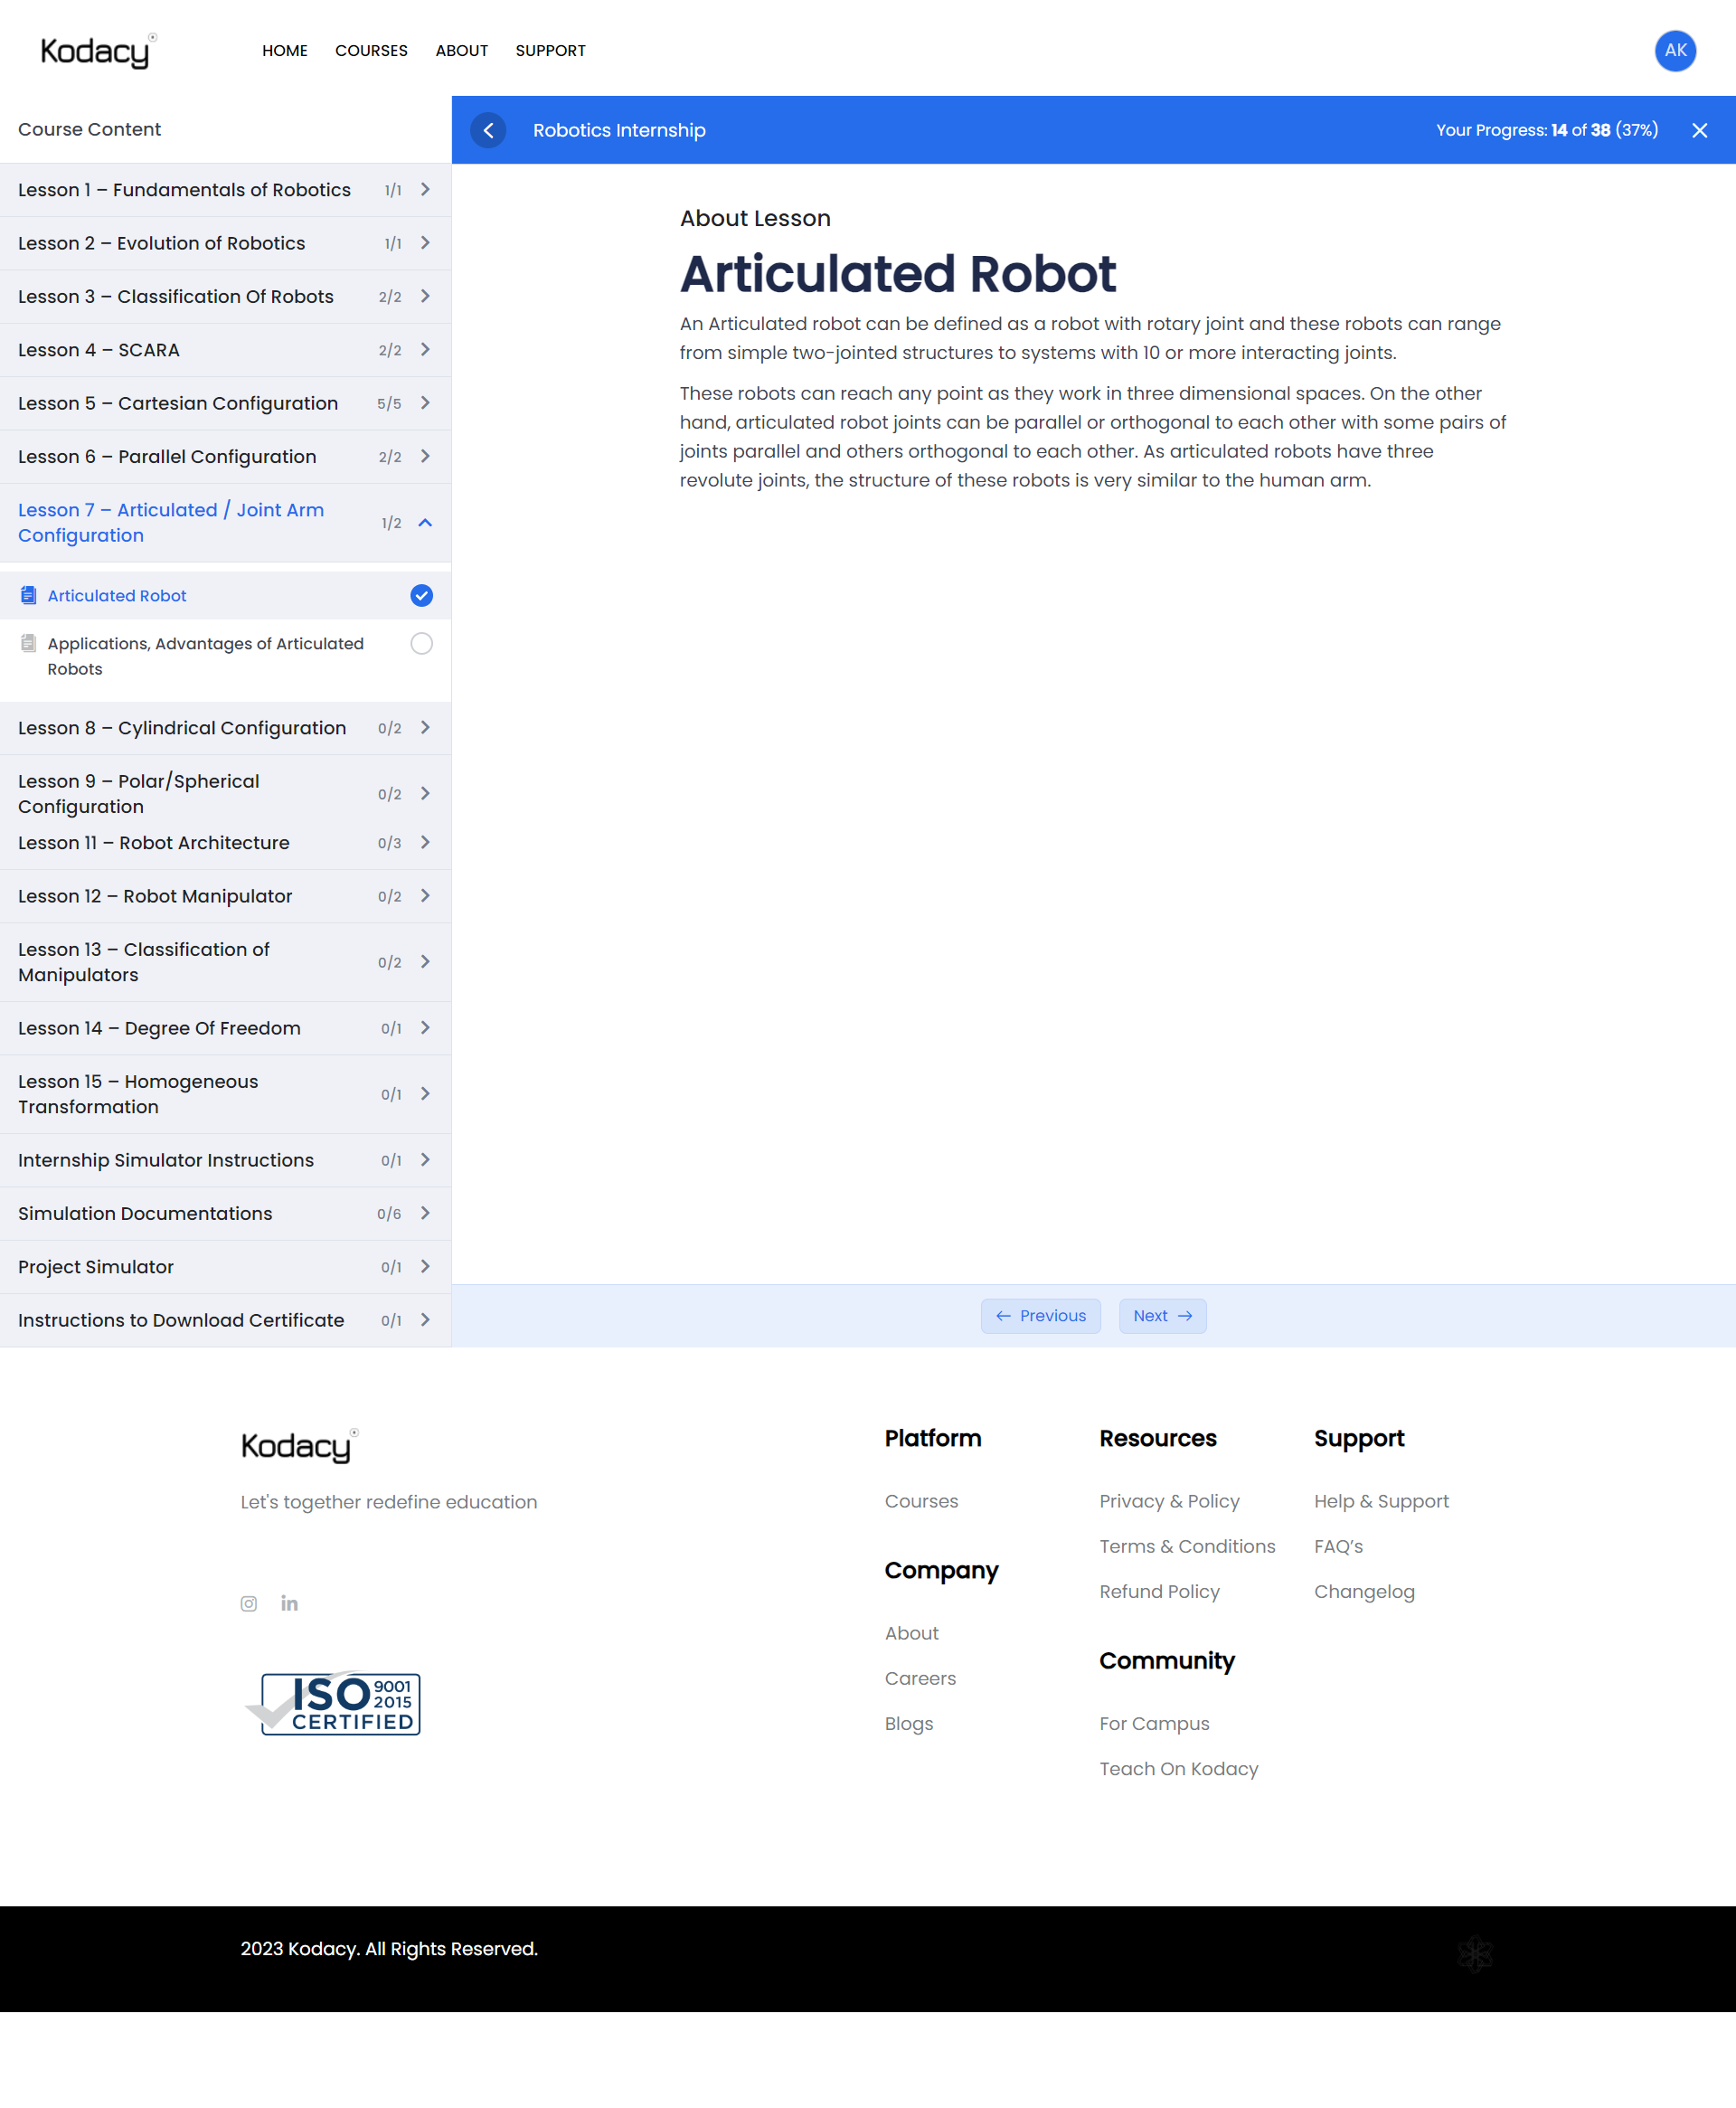 Kodacy
HOME
COURSES
ABOUT
SUPPORT
AK
Course Content
Robotics Internship
Your Progress: 14 of 38 (37%)
Lesson 1 – Fundamentals of Robotics 1/1
Lesson 2 – Evolution of Robotics 1/1
Lesson 3 – Classification Of Robots 2/2
Lesson 4 – SCARA 2/2
Lesson 5 – Cartesian Configuration 5/5
Lesson 6 – Parallel Configuration 2/2
Lesson 7 – Articulated / Joint Arm
Configuration
1/2
Articulated Robot
Applications, Advantages of Articulated
Robots
Lesson 8 – Cylindrical Configuration 0/2
Lesson 9 – Polar/Spherical
Configuration
0/2
Lesson 11 – Robot Architecture 0/3
Lesson 12 – Robot Manipulator 0/2
Lesson 13 – Classification of
Manipulators
0/2
Lesson 14 – Degree Of Freedom 0/1
Lesson 15 – Homogeneous
Transformation
0/1
Internship Simulator Instructions 0/1
Simulation Documentations 0/6
Project Simulator 0/1
Instructions to Download Certificate 0/1
About Lesson
Articulated Robot
An Articulated robot can be defined as a robot with rotary joint and these robots can range
from simple two-jointed structures to systems with 10 or more interacting joints.
These robots can reach any point as they work in three dimensional spaces. On the other
hand, articulated robot joints can be parallel or orthogonal to each other with some pairs of
joints parallel and others orthogonal to each other. As articulated robots have three
revolute joints, the structure of these robots is very similar to the human arm.
Previous
Next
Kodacy
Let's together redefine education
in
ISO 9001
2015
CERTIFIED
Platform
Courses
Company
About
Careers
Blogs
Resources
Privacy & Policy
Terms & Conditions
Refund Policy
Community
For Campus
Teach On Kodacy
Support
Help & Support
FAQ's
Changelog
2023 Kodacy. All Rights Reserved.